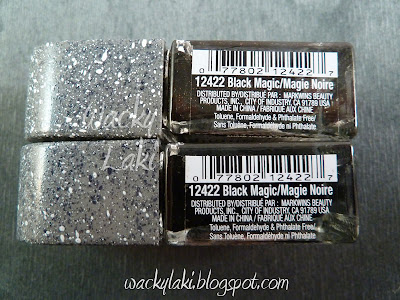 0 77802 12422 7
12422 Black Magic/Magie Noire
DISTRIBUTED BY/DISTRIBUÉ PAR : MARKWINS BEAUTY
PRODUCTS, INC., CITY OF INDUSTRY, CA 91789 USA
MADE IN CHINA / FABRIQUE AUX CHINE
Toluene, Formaldehyde & Phthalate Free/
Sans Toluène, Formaldehyde ni Phthalate
Wacky
Laki
0 77802 12422 7
12422 Black Magic/Magie Noire
DISTRIBUTED BY/DISTRIBUÉ PAR : MARKWINS BEAUTY
PRODUCTS, INC., CITY OF INDUSTRY, CA 91789 USA
MADE IN CHINA / FABRIQUE AUX CHINE
Toluene, Formaldehyde & Phthalate Free/
Sans Toluène, Formaldehyde ni Phthalate
wackylaki.blogspot.com